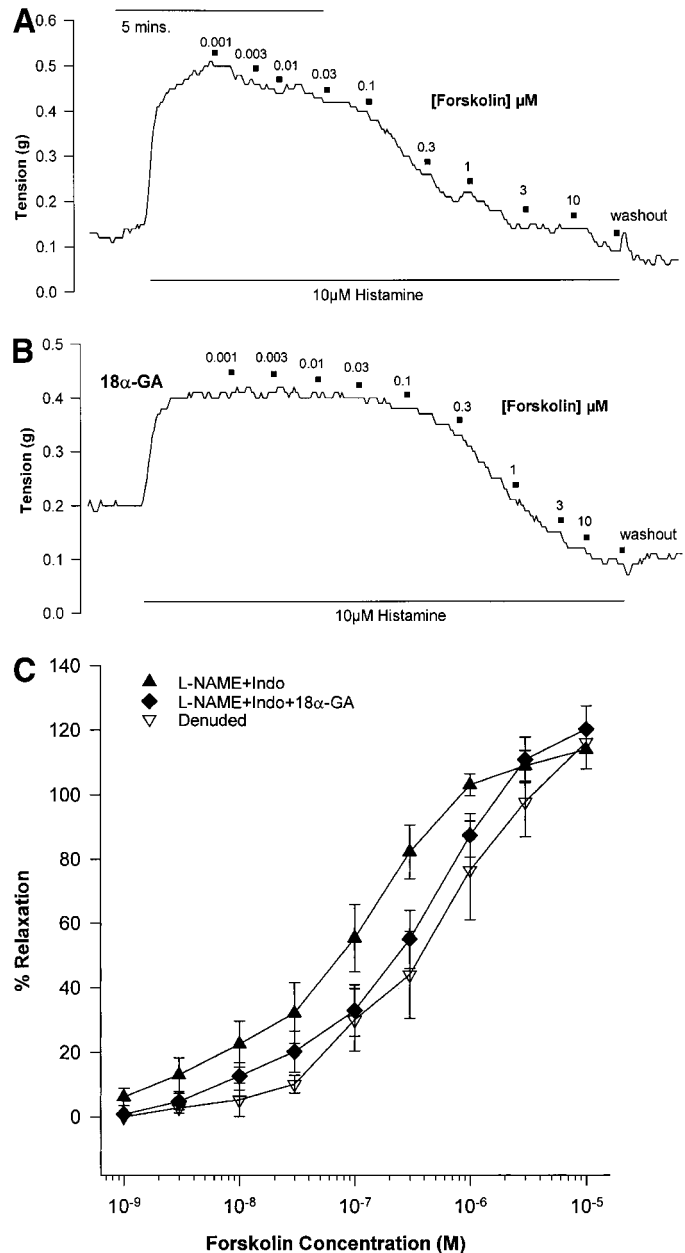 A
5 mins.
0.6
0.5
0.4
0.3
0.2
0.1
0.0
Tension (g)
0.001
0.003
0.01
0.03
0.1
0.3
1
3
10
[Forskolin] µM
washout
10µM Histamine
B
18α-GA
0.5
0.4
0.3
0.2
0.1
0.0
Tension (g)
0.001
0.003
0.01
0.03
0.1
0.3
1
3
10
[Forskolin] µM
washout
10µM Histamine
C
140
120
100
80
60
40
20
0
% Relaxation
L-NAME+Indo
L-NAME+Indo+18α-GA
Denuded
10⁻⁹ 10⁻⁸ 10⁻⁷ 10⁻⁶ 10⁻⁵
Forskolin Concentration (M)